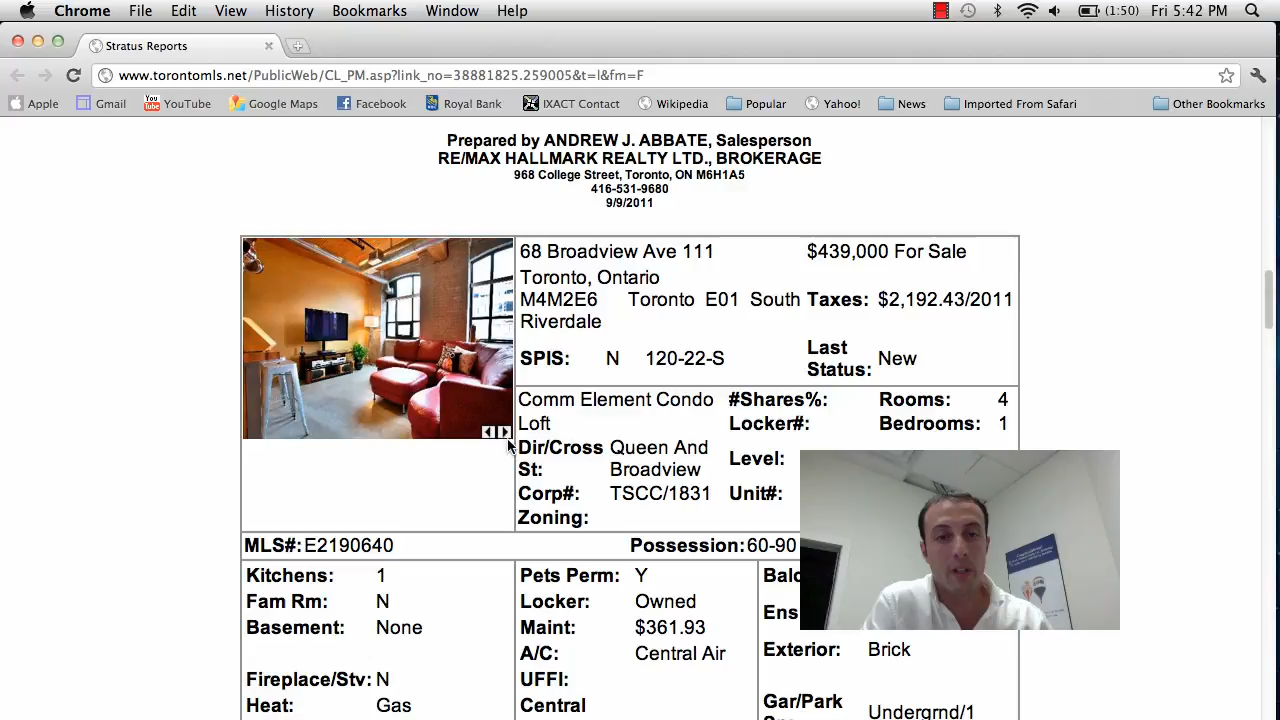 Chrome File Edit View History Bookmarks Window Help (1:50) Fri 5:42 PM
Stratus Reports
www.torontomls.net/PublicWeb/CL_PM.asp?link_no=38881825.259005&t=l&fm=F
Apple Gmail YouTube Google Maps Facebook Royal Bank IXACT Contact Wikipedia Popular Yahoo! News Imported From Safari Other Bookmarks
Prepared by ANDREW J. ABBATE, Salesperson
RE/MAX HALLMARK REALTY LTD., BROKERAGE
968 College Street, Toronto, ON M6H1A5
416-531-9680
9/9/2011
68 Broadview Ave 111 $439,000 For Sale
Toronto, Ontario
M4M2E6 Toronto E01 South Taxes: $2,192.43/2011
Riverdale
SPIS: N 120-22-S Last Status: New
Comm Element Condo #Shares%: Rooms: 4
Loft Locker#: Bedrooms: 1
Dir/Cross Queen And
St: Broadview Level:
Corp#: TSCC/1831 Unit#:
Zoning:
MLS#: E2190640 Possession: 60-90
Kitchens: 1 Pets Perm: Y
Fam Rm: N Locker: Owned
Basement: None Maint: $361.93
A/C: Central Air Exterior: Brick
Fireplace/Stv: N UFFI:
Heat: Gas Central Gar/Park Undergrnd/1